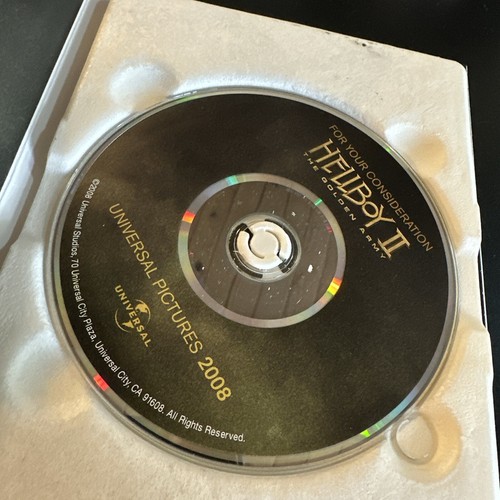 FOR YOUR CONSIDERATION
HELLBOY II
THE GOLDEN ARMY
UNIVERSAL PICTURES 2008
UNIVERSAL
©2008 Universal Studios, 70 Universal City Plaza, Universal City, CA 91608. All Rights Reserved.